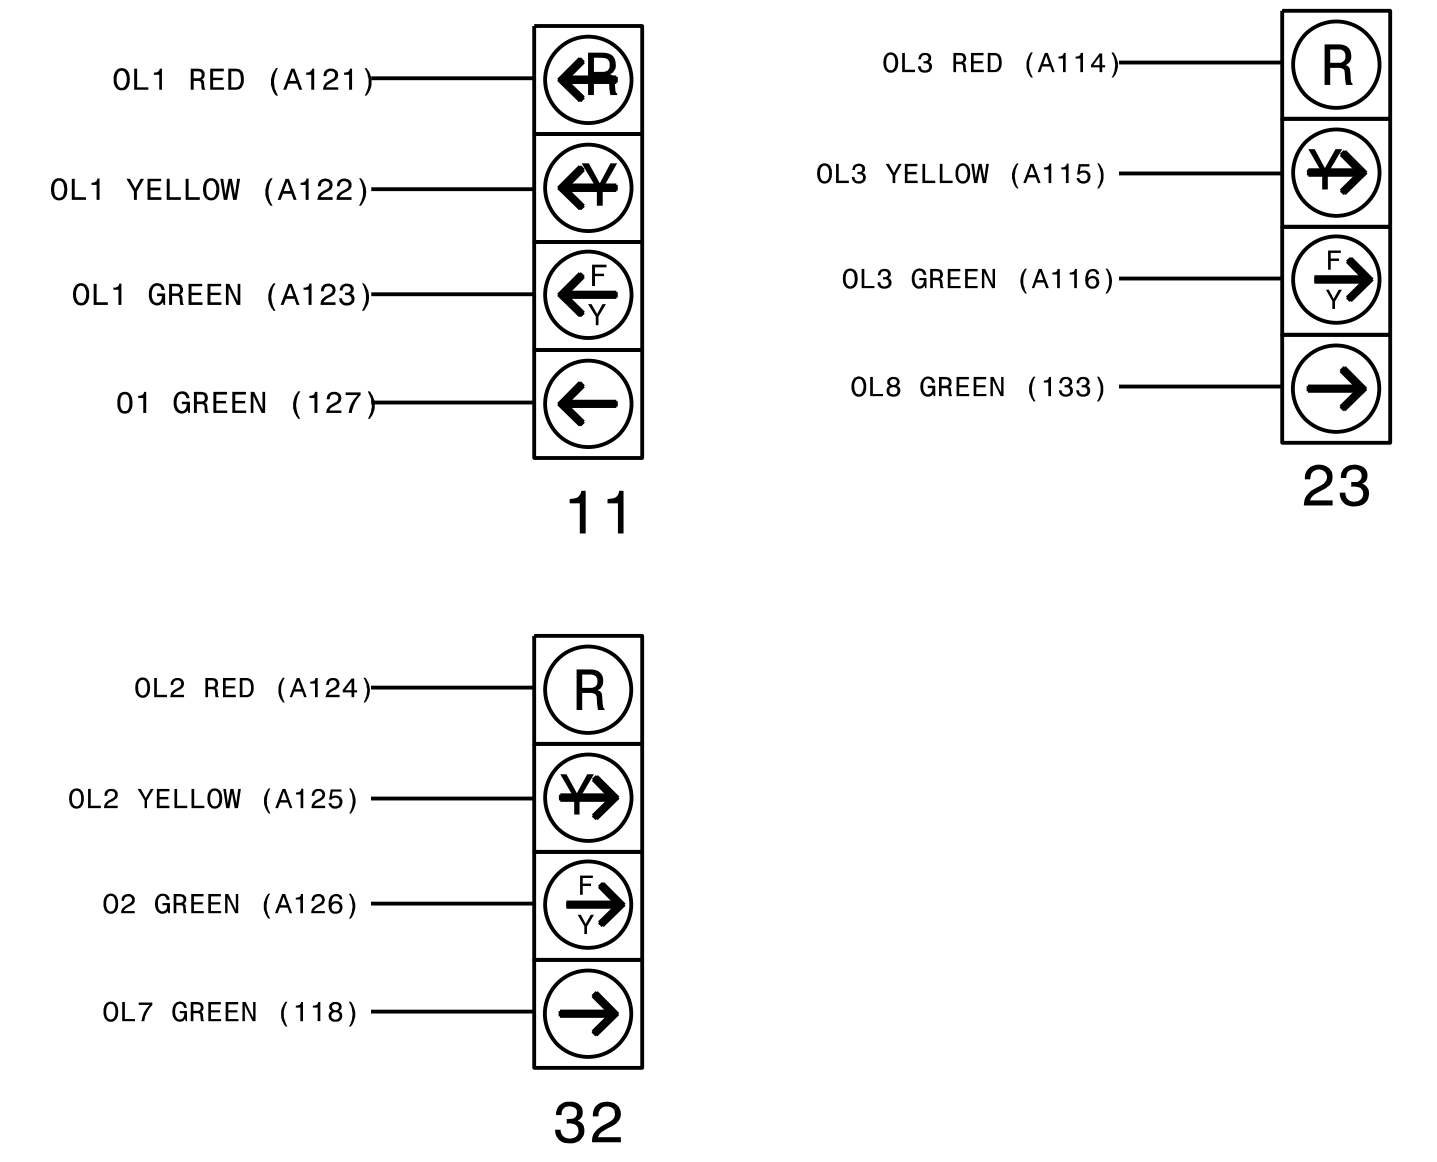 OL1 RED (A121)
R
OL1 YELLOW (A122)
Y
OL1 GREEN (A123)
F
Y
O1 GREEN (127)
11
OL3 RED (A114)
R
OL3 YELLOW (A115)
Y
OL3 GREEN (A116)
F
Y
OL8 GREEN (133)
23
OL2 RED (A124)
R
OL2 YELLOW (A125)
Y
O2 GREEN (A126)
F
Y
OL7 GREEN (118)
32